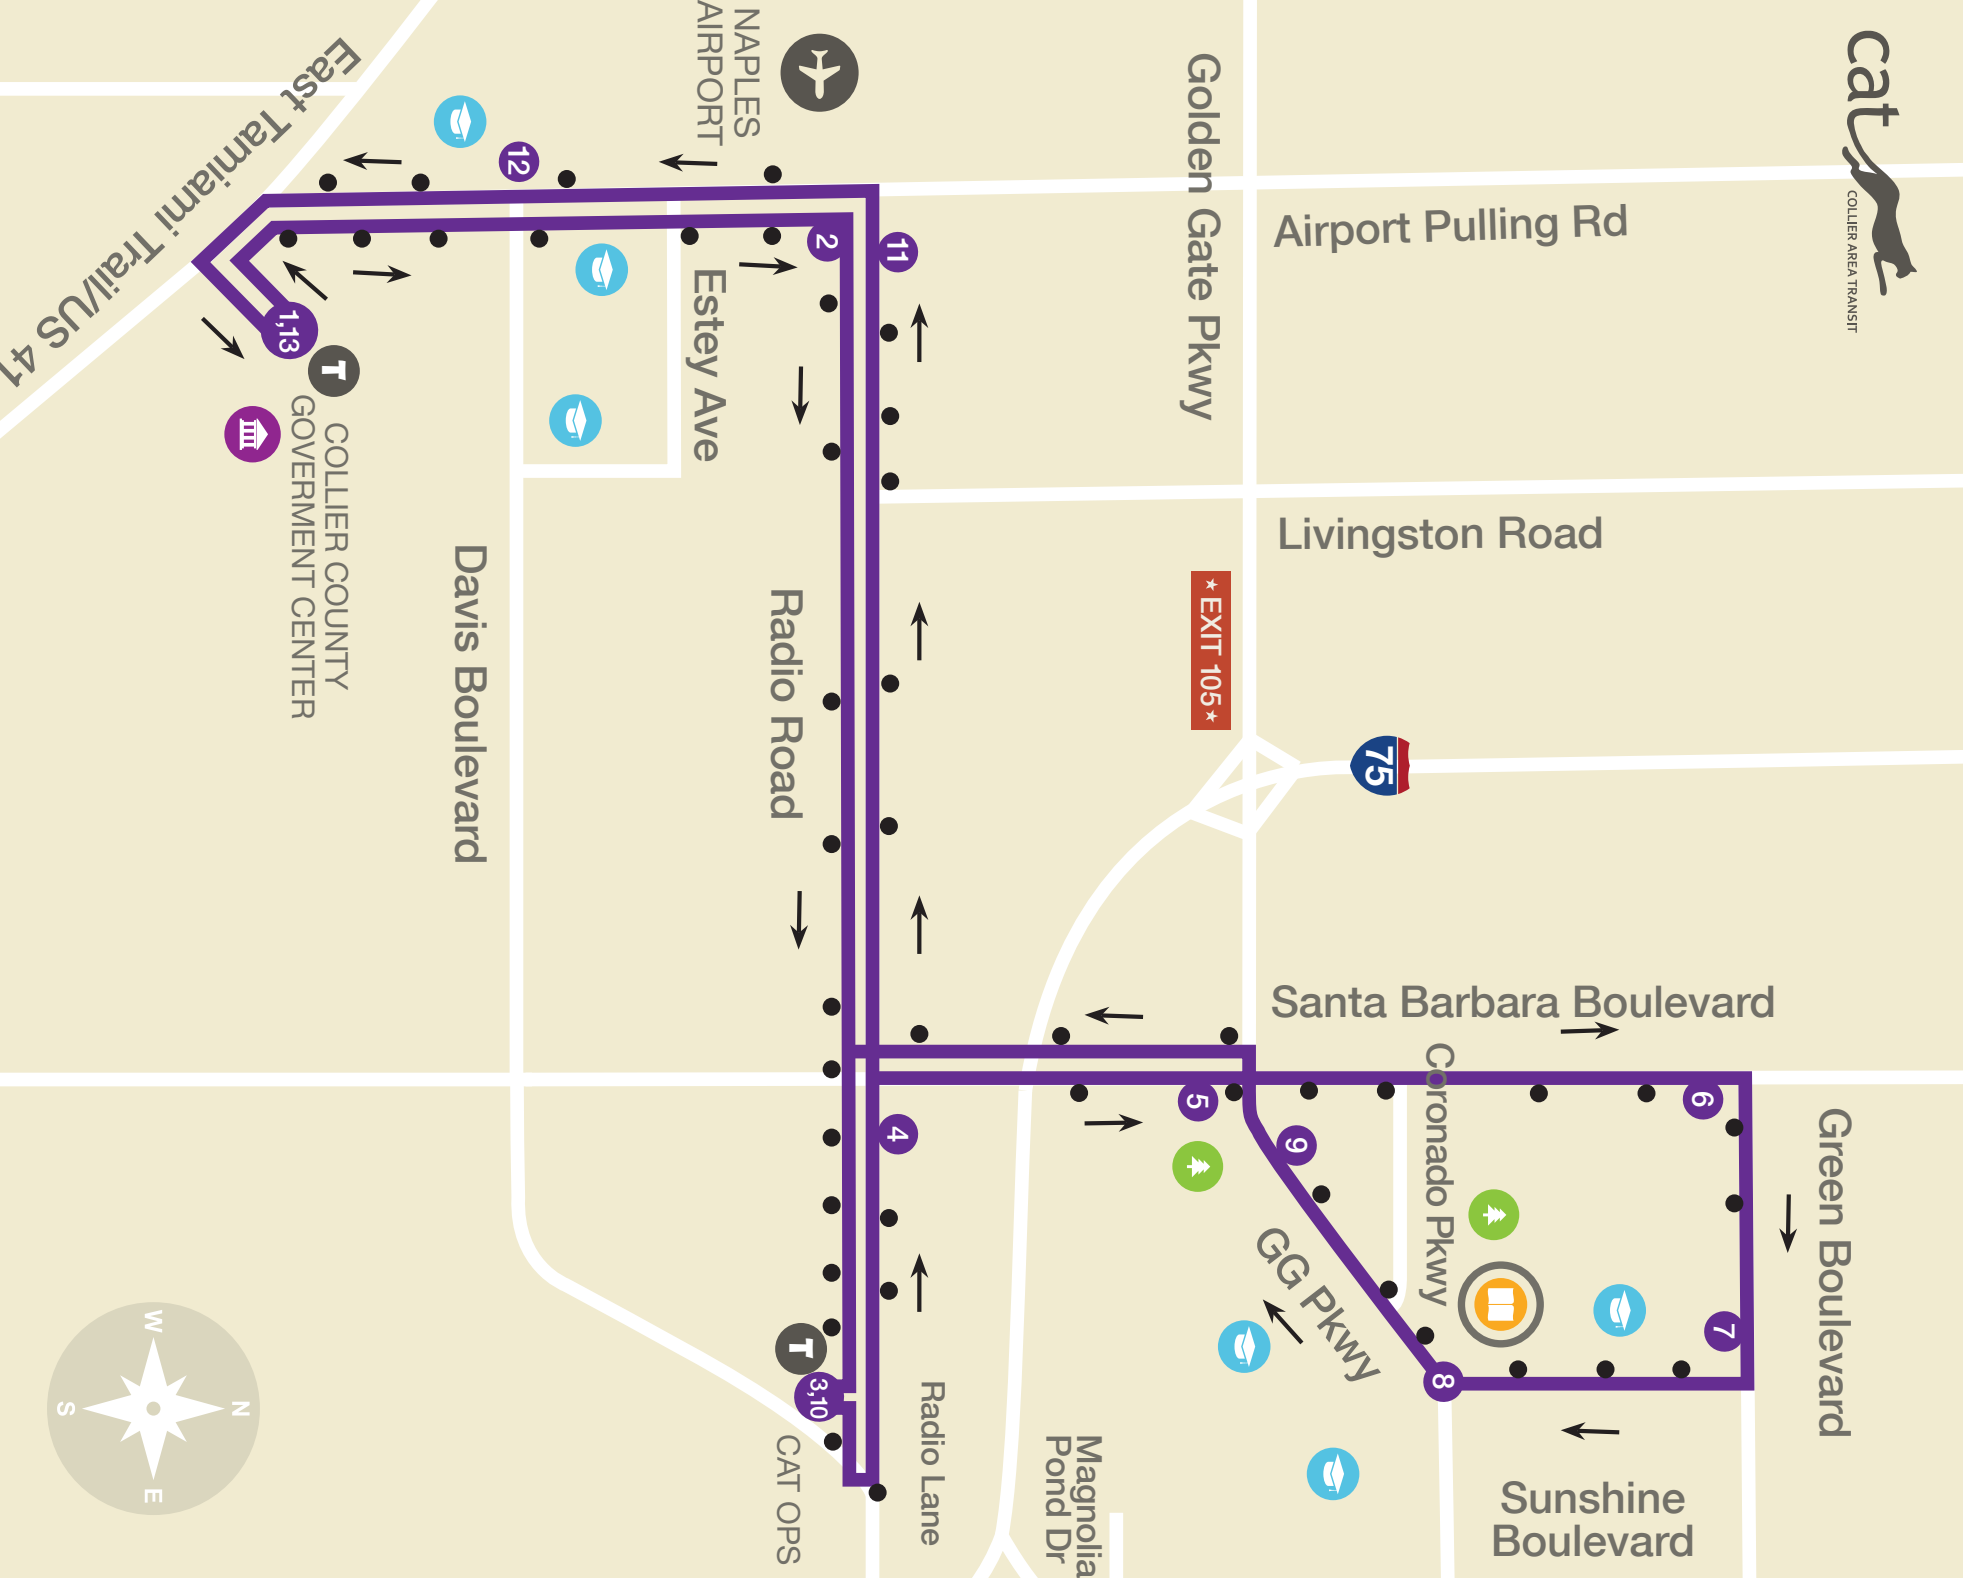 cat
COLLIER AREA TRANSIT
East Tamiami Trail/US 41
NAPLES
AIRPORT
Golden Gate Pkwy
Airport Pulling Rd
12
2
11
1,13
T
COLLIER COUNTY
GOVERNMENT CENTER
Estey Ave
Livingston Road
★ EXIT 105 ★
75
Davis Boulevard
Radio Road
Santa Barbara Boulevard
Coronado Pkwy
Green Boulevard
4
5
6
9
7
8
GG Pkwy
T
3,10
CAT OPS
Radio Lane
Magnolia
Pond Dr
Sunshine
Boulevard
W
N
S
E